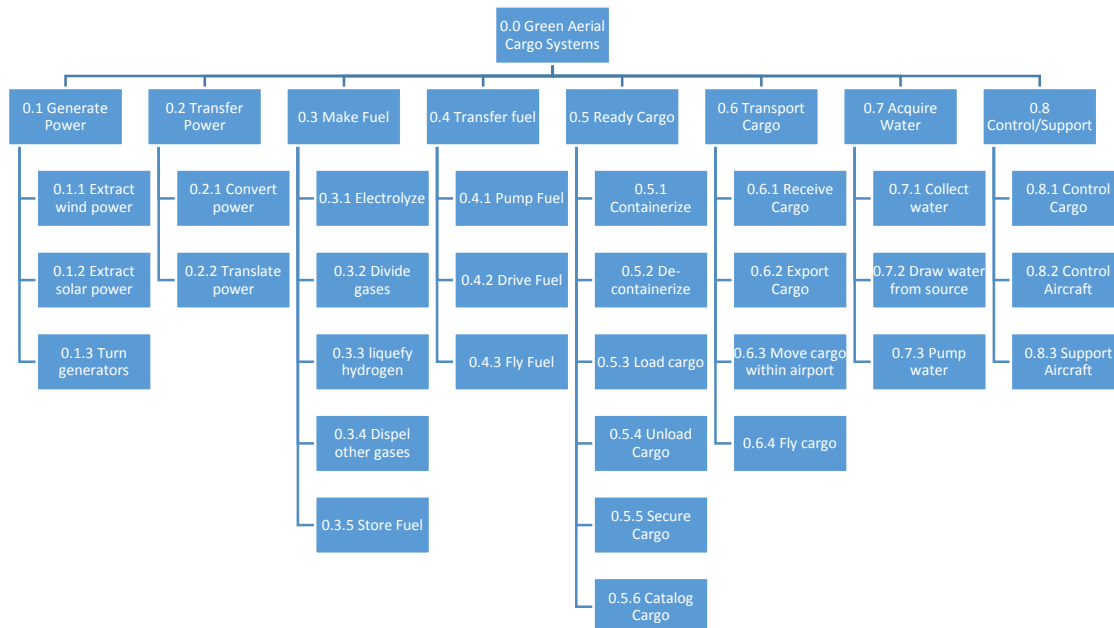 0.0 Green Aerial
Cargo Systems
0.1 Generate
Power
0.2 Transfer
Power
0.3 Make Fuel
0.4 Transfer fuel
0.5 Ready Cargo
0.6 Transport
Cargo
0.7 Acquire
Water
0.8
Control/Support
0.1.1 Extract
wind power
0.1.2 Extract
solar power
0.1.3 Turn
generators
0.2.1 Convert
power
0.2.2 Translate
power
0.3.1 Electrolyze
0.3.2 Divide
gases
0.3.3 liquefy
hydrogen
0.3.4 Dispel
other gases
0.3.5 Store Fuel
0.4.1 Pump Fuel
0.4.2 Drive Fuel
0.4.3 Fly Fuel
0.5.1
Containerize
0.5.2 De-
containerize
0.5.3 Load cargo
0.5.4 Unload
Cargo
0.5.5 Secure
Cargo
0.5.6 Catalog
Cargo
0.6.1 Receive
Cargo
0.6.2 Export
Cargo
0.6.3 Move cargo
within airport
0.6.4 Fly cargo
0.7.1 Collect
water
0.7.2 Draw water
from source
0.7.3 Pump
water
0.8.1 Control
Cargo
0.8.2 Control
Aircraft
0.8.3 Support
Aircraft